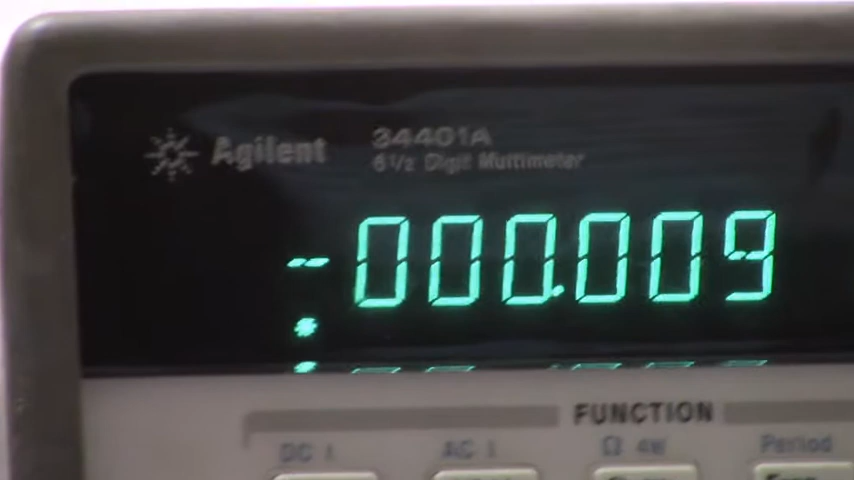 Agilent 34401A
6½ Digit Multimeter
-000.009
*
FUNCTION
DC I AC I Ω 4W Period